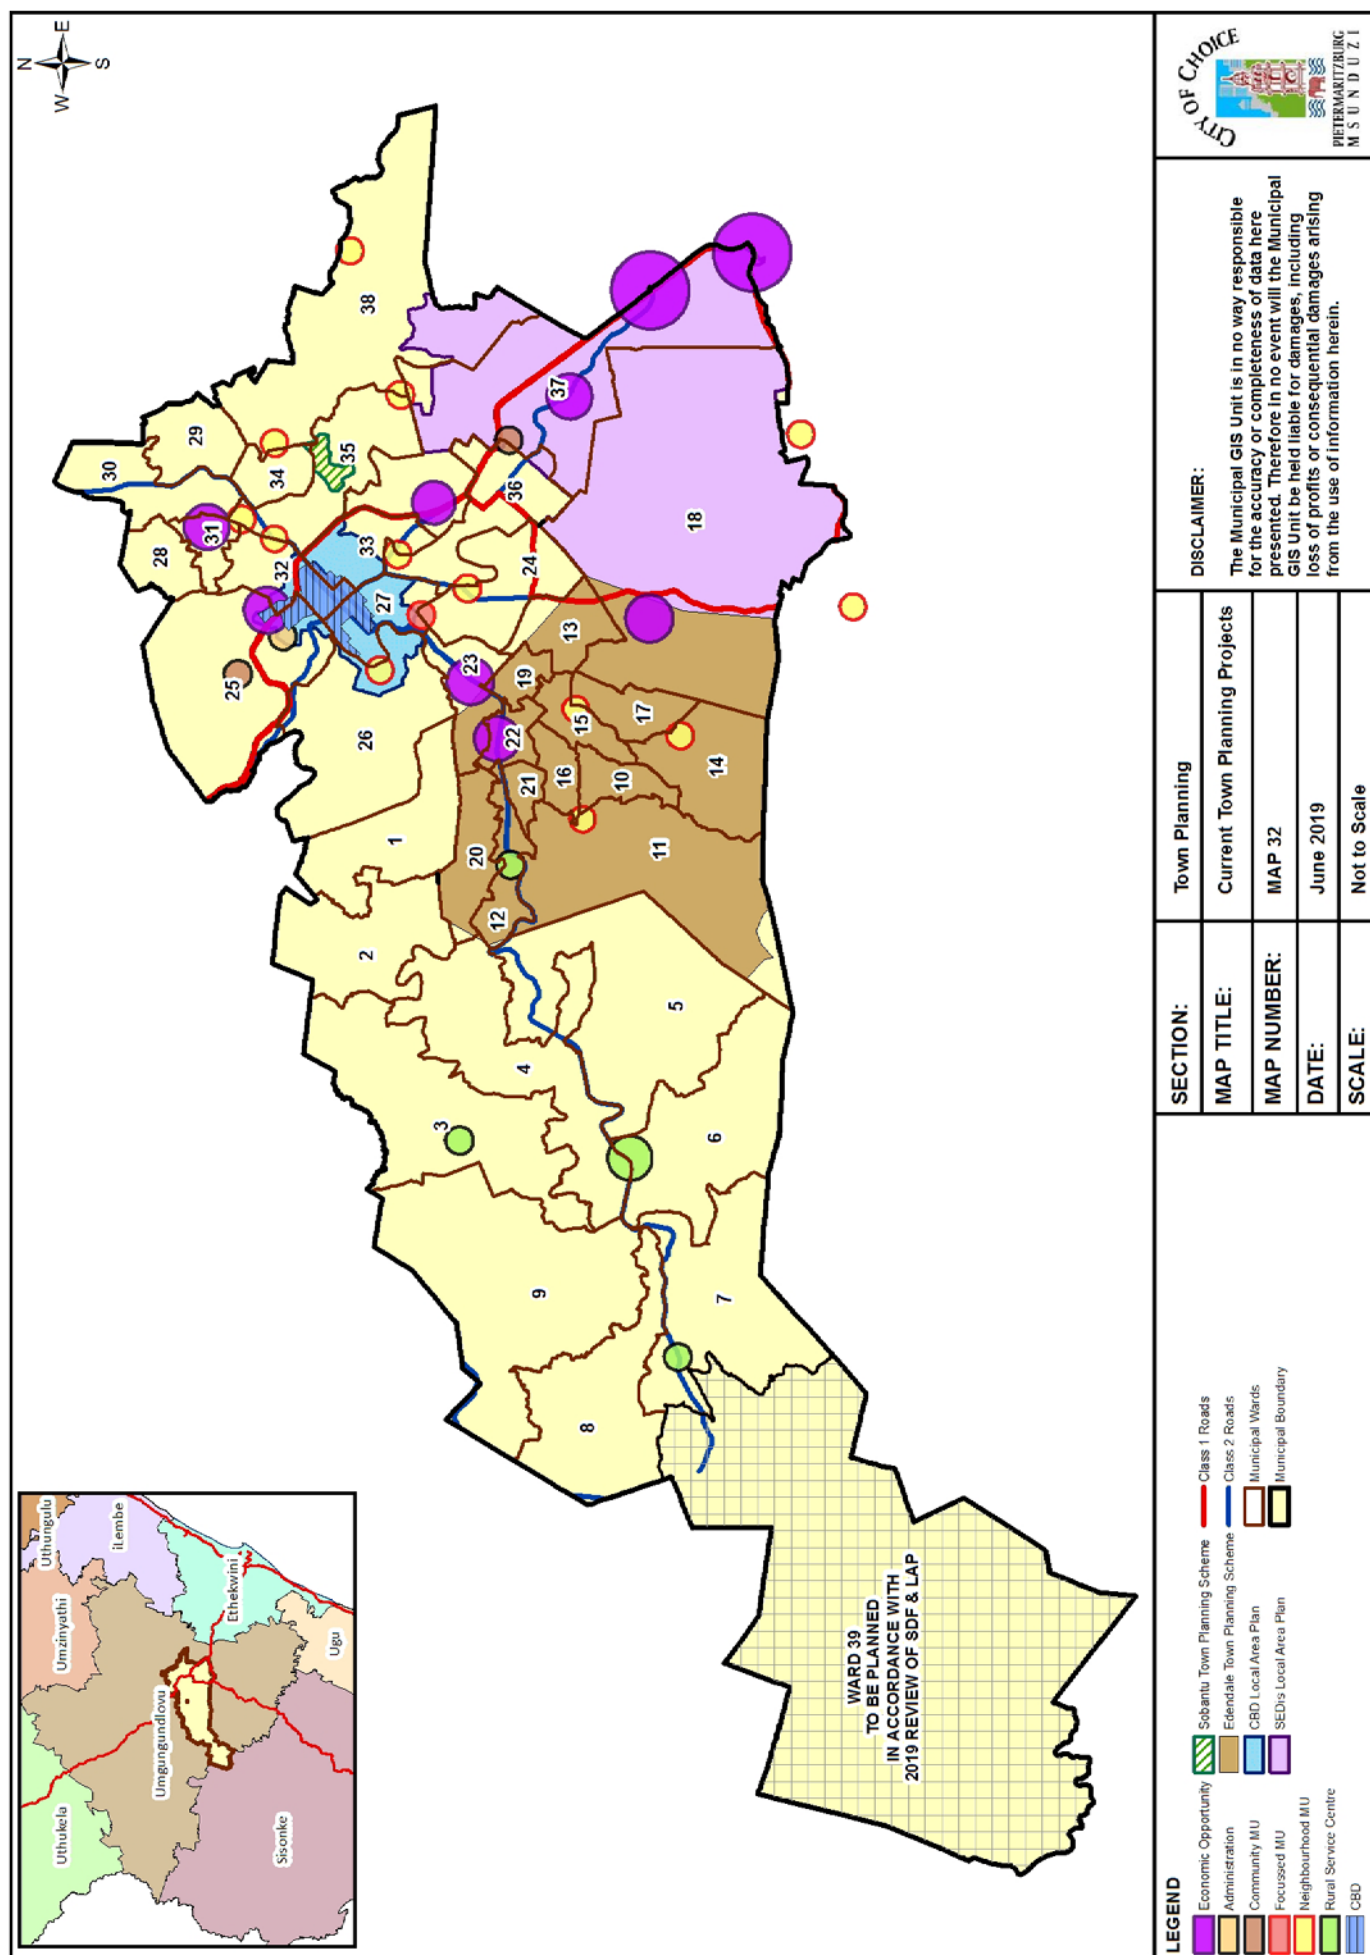 N
W E
S
Uthukela
Umzinyathi
Uthungulu
iLembe
Umgungundlovu
Ethekwini
Sisonke
Ugu
30
29
28
31
34
35
38
32
33
25
27
26
36
37
24
18
23
13
19
22
15
17
21
16
10
14
1
20
11
12
2
5
4
3
6
9
7
8
WARD 39
TO BE PLANNED
IN ACCORDANCE WITH
2019 REVIEW OF SDF & LAP
LEGEND
Economic Opportunity
Administration
Community MU
Focussed MU
Neighbourhood MU
Rural Service Centre
CBD
Sobantu Town Planning Scheme
Edendale Town Planning Scheme
CBD Local Area Plan
SEDis Local Area Plan
Class 1 Roads
Class 2 Roads
Municipal Wards
Municipal Boundary
SECTION: Town Planning
MAP TITLE: Current Town Planning Projects
MAP NUMBER: MAP 32
DATE: June 2019
SCALE: Not to Scale
DISCLAIMER:
The Municipal GIS Unit is in no way responsible
for the accuracy or completeness of data here
presented. Therefore in no event will the Municipal
GIS Unit be held liable for damages, including
loss of profits or consequential damages arising
from the use of information herein.
CITY OF CHOICE
PIETERMARITZBURG
MSUNDUZI